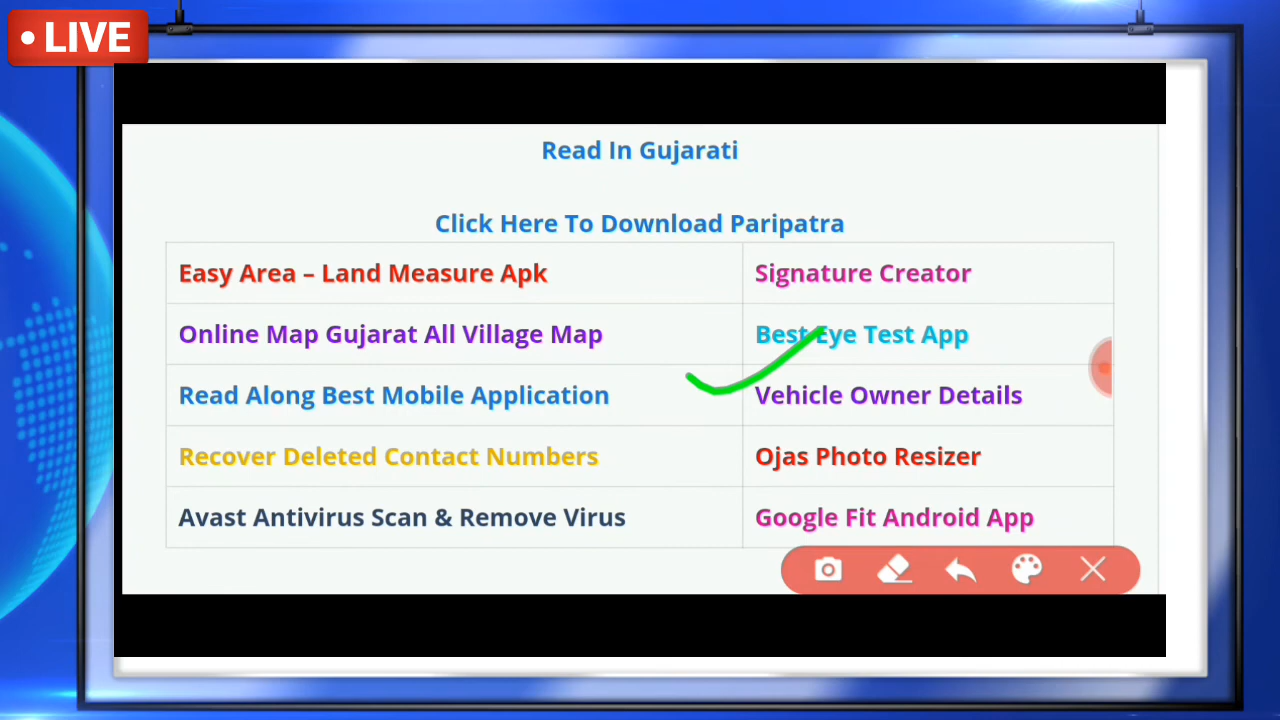 LIVE
Read In Gujarati
Click Here To Download Paripatra
Easy Area – Land Measure Apk
Signature Creator
Online Map Gujarat All Village Map
Best Eye Test App
Read Along Best Mobile Application
Vehicle Owner Details
Recover Deleted Contact Numbers
Ojas Photo Resizer
Avast Antivirus Scan & Remove Virus
Google Fit Android App